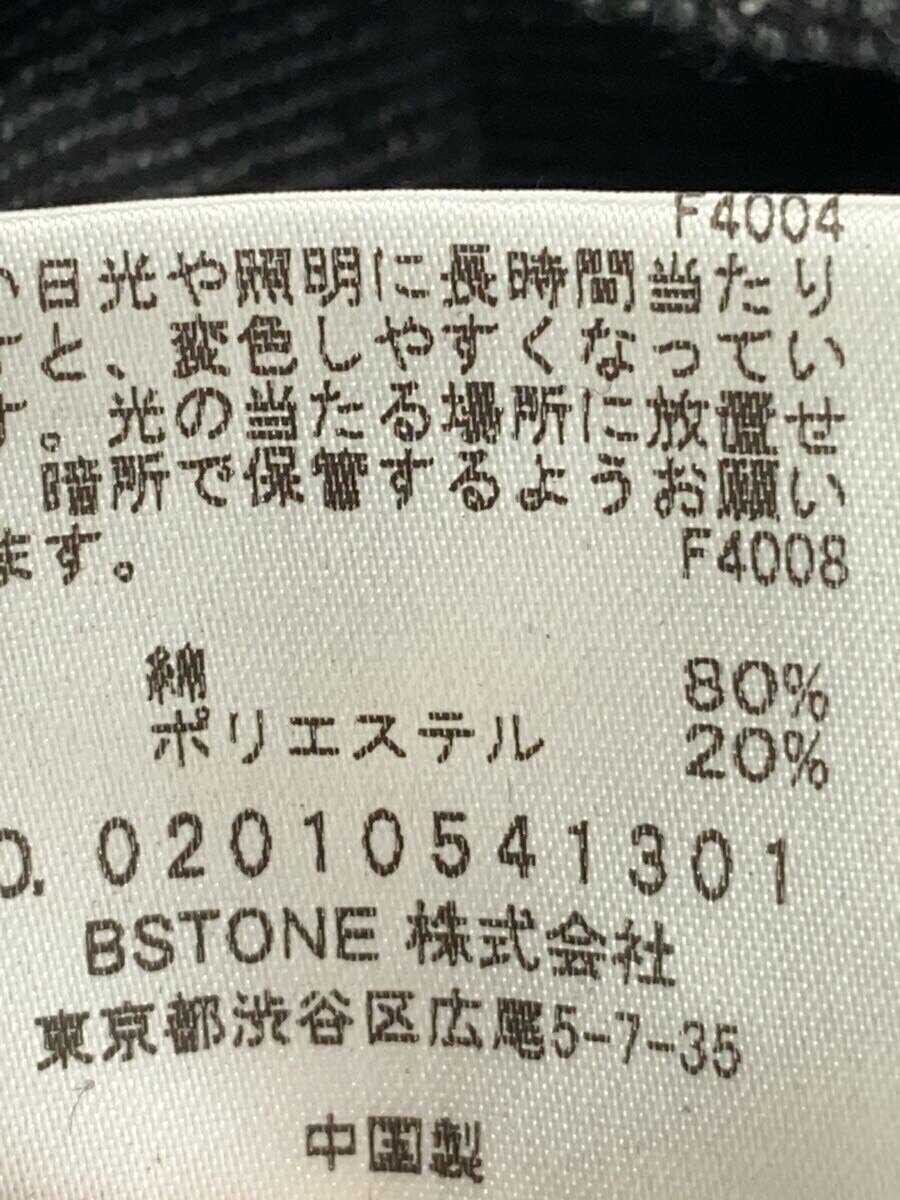 F4004
い日光や照明に長時間当たり
すと、変色しやすくなってい
す。光の当たる場所に放置せ
暗所で保管するようお願い
ます。 F4008
綿 80%
ポリエステル 20%
O. 02010541301
BSTONE 株式会社
東京都渋谷区広尾5-7-35
中国製